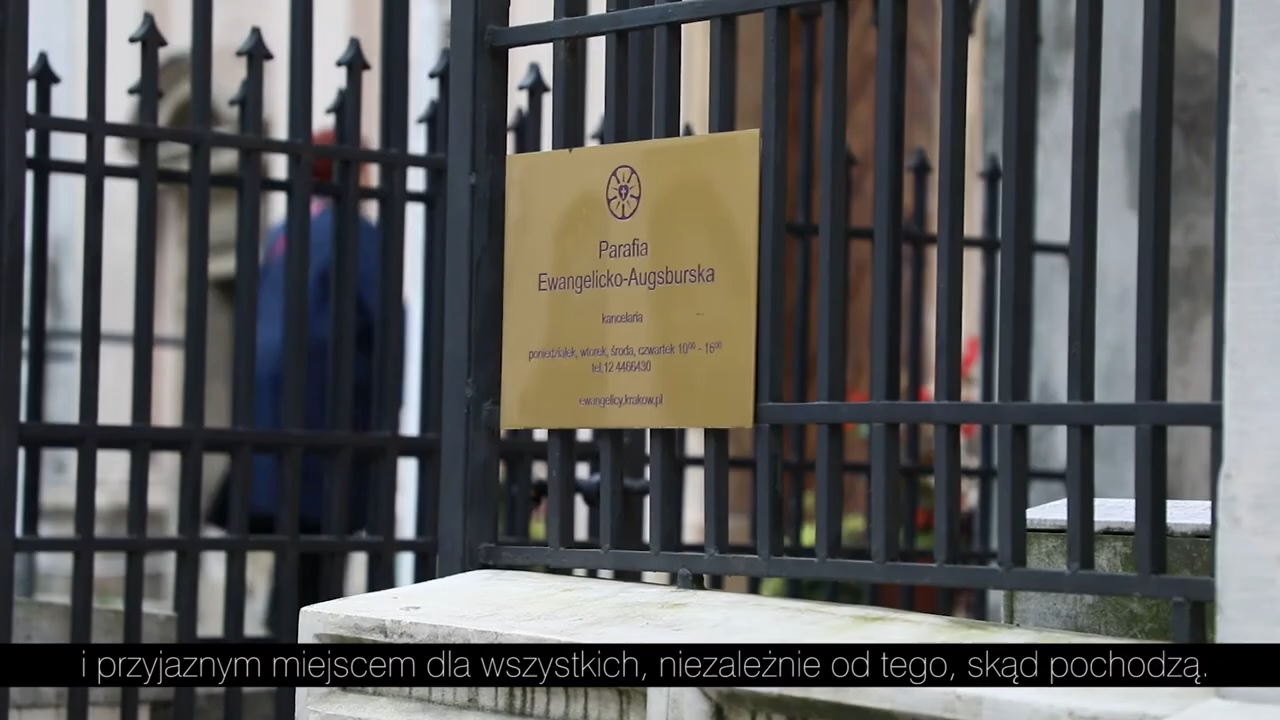 Parafia
Ewangelicko-Augsburska
kancelaria
poniedziałek, wtorek, środa, czwartek 10⁰⁰ - 16⁰⁰
tel.12 4466430
ewangelicy.krakow.pl
i przyjaznym miejscem dla wszystkich, niezależnie od tego, skąd pochodzą.